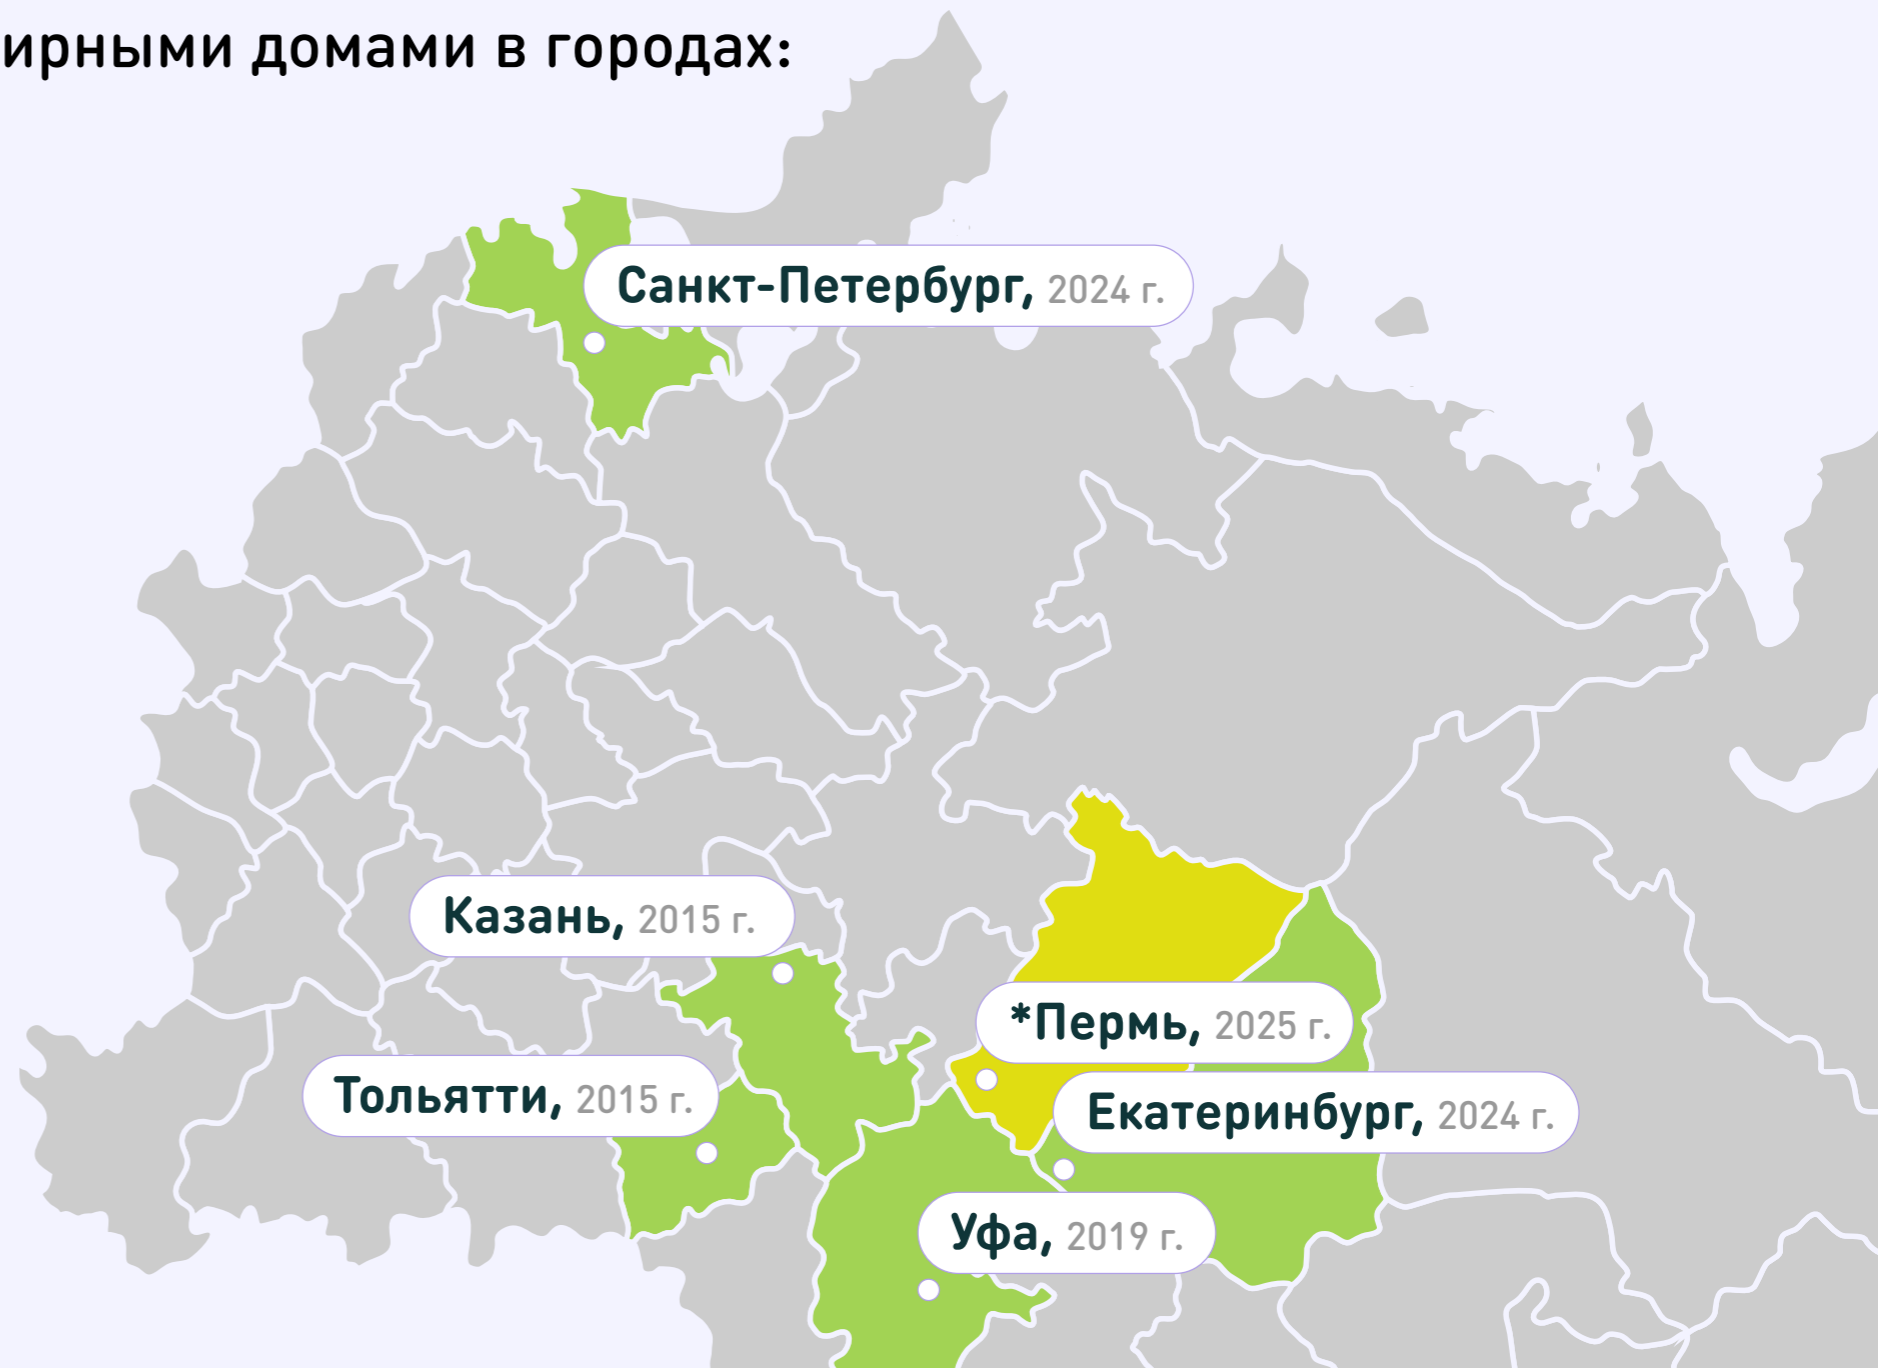 ирными домами в городах:
Санкт-Петербург, 2024 г.
Казань, 2015 г.
*Пермь, 2025 г.
Тольятти, 2015 г.
Екатеринбург, 2024 г.
Уфа, 2019 г.